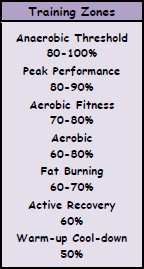 Training Zones
Anaerobic Threshold
80-100%
Peak Performance
80-90%
Aerobic Fitness
70-80%
Aerobic
60-80%
Fat Burning
60-70%
Active Recovery
60%
Warm-up Cool-down
50%